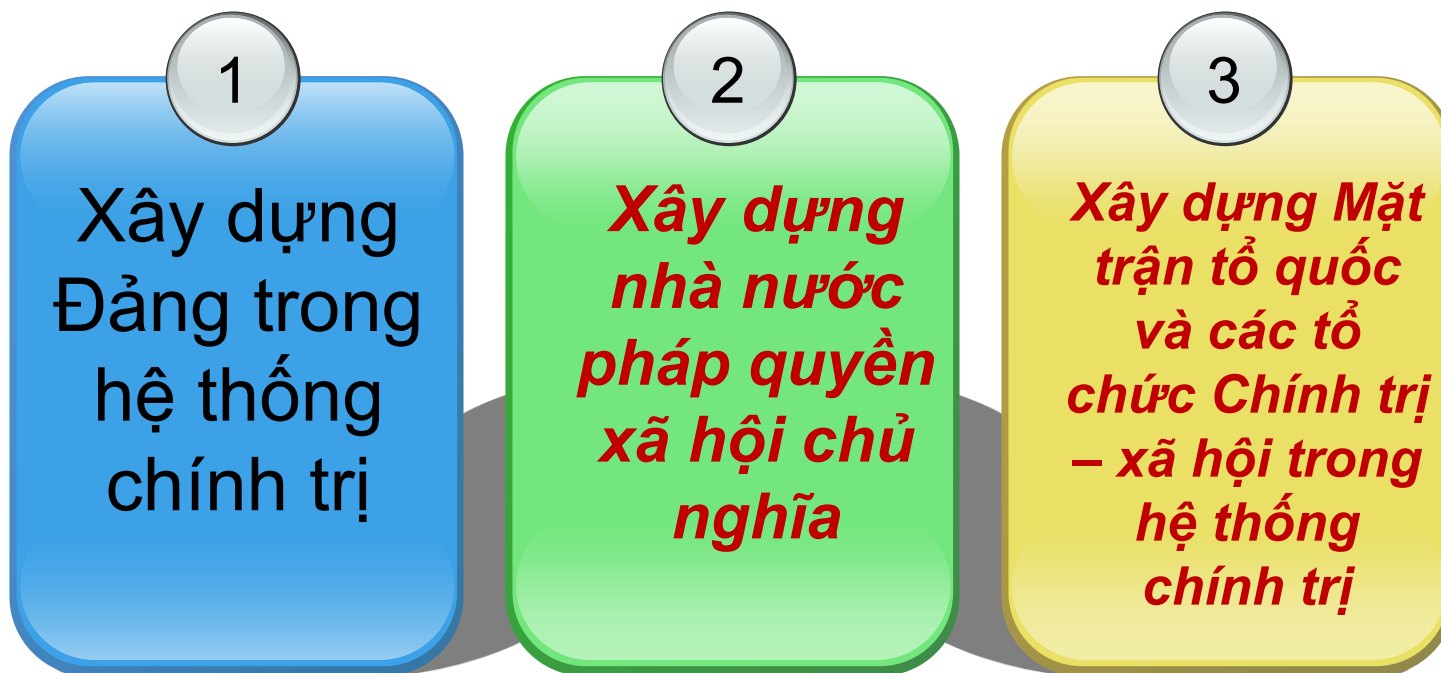 1
Xây dựng
Đảng trong
hệ thống
chính trị
2
Xây dựng
nhà nước
pháp quyền
xã hội chủ
nghĩa
3
Xây dựng Mặt
trận tổ quốc
và các tổ
chức Chính trị
– xã hội trong
hệ thống
chính trị